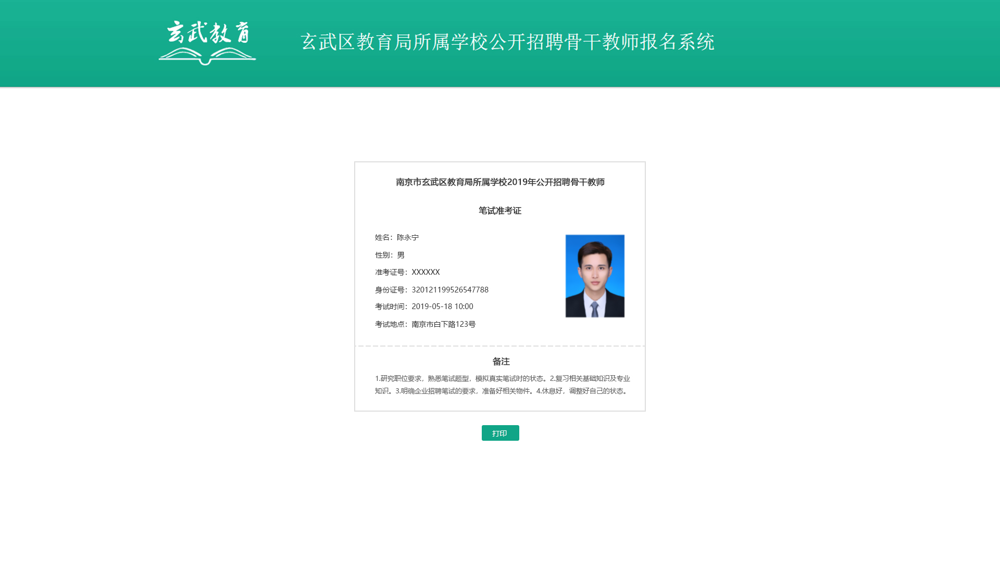 玄武教育
玄武区教育局所属学校公开招聘骨干教师报名系统
南京市玄武区教育局所属学校2019年公开招聘骨干教师
笔试准考证
姓名：陈永宁
性别：男
准考证号：XXXXXX
身份证号：320121199526547788
考试时间：2019-05-18 10:00
考试地点：南京市白下路123号
备注
1.研究职位要求，熟悉笔试题型，模拟真实笔试时的状态。2.复习相关基础知识及专业
知识。3.明确企业招聘笔试的要求，准备好相关物件。4.休息好，调整好自己的状态。
打印